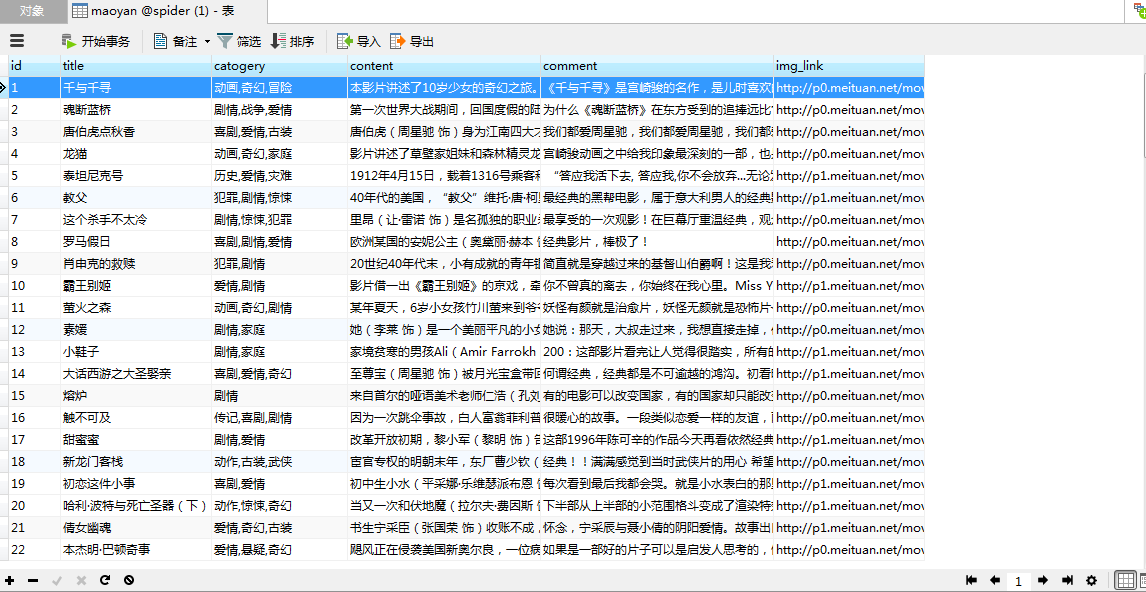 对象 maoyan @spider (1) - 表
开始事务 备注 筛选 排序 导入 导出
id title catogery content comment img_link
1 千与千寻 动画,奇幻,冒险 本影片讲述了10岁少女的奇幻之旅。 《千与千寻》是宫崎骏的名作，是儿时喜欢 http://p0.meituan.net/mov
2 魂断蓝桥 剧情,战争,爱情 第一次世界大战期间，回国度假的陆 为什么《魂断蓝桥》在东方受到的追捧远比 http://p0.meituan.net/mov
3 唐伯虎点秋香 喜剧,爱情,古装 唐伯虎（周星驰 饰）身为江南四大才 我们都爱周星驰，我们都爱周星驰，我们都 http://p0.meituan.net/mov
4 龙猫 动画,奇幻,家庭 影片讲述了草壁家姐妹和森林精灵龙 宫崎骏动画之中给我印象最深刻的一部，也 http://p0.meituan.net/mov
5 泰坦尼克号 历史,爱情,灾难 1912年4月15日，载着1316号乘客和 “答应我活下去, 答应我,你不会放弃...无论 http://p1.meituan.net/mov
6 教父 犯罪,剧情,惊悚 40年代的美国，“教父”维托·唐·柯 最经典的黑帮电影，属于意大利男人的经典 http://p1.meituan.net/mov
7 这个杀手不太冷 剧情,惊悚,犯罪 里昂（让·雷诺 饰）是名孤独的职业 最享受的一次观影！在巨幕厅重温经典，观 http://p1.meituan.net/mov
8 罗马假日 喜剧,剧情,爱情 欧洲某国的安妮公主（奥黛丽·赫本 经典影片，棒极了！ http://p0.meituan.net/mov
9 肖申克的救赎 犯罪,剧情 20世纪40年代末，小有成就的青年 简直就是穿越过来的基督山伯爵啊！这是我 http://p0.meituan.net/mov
10 霸王别姬 爱情,剧情 影片借一出《霸王别姬》的京戏，牵 你不曾真的离去，你始终在我心里。Miss Y http://p1.meituan.net/mov
11 萤火之森 动画,奇幻,剧情 某年夏天，6岁小女孩竹川萤来到爷 妖怪有颜就是治愈片，妖怪无颜就是恐怖片 http://p0.meituan.net/mov
12 素媛 剧情,家庭 她（李莱 饰）是一个美丽平凡的小女 她说：那天，大叔走过来，我想直接走掉， http://p0.meituan.net/mov
13 小鞋子 剧情,家庭 家境贫寒的男孩Ali（Amir Farrokh 200：这部影片看完让人觉得很踏实，所有的 http://p1.meituan.net/mov
14 大话西游之大圣娶亲 喜剧,爱情,奇幻 至尊宝（周星驰 饰）被月光宝盒带回 何谓经典，经典都是不可逾越的鸿沟。初看 http://p1.meituan.net/mov
15 熔炉 剧情 来自首尔的哑语美术老师仁浩（孔刘 有的电影可以改变国家，有的国家却只能改 http://p0.meituan.net/mov
16 触不可及 传记,喜剧,剧情 因为一次跳伞事故，白人富翁菲利普 很暖心的故事。一段类似恋爱一样的友谊， http://p0.meituan.net/mov
17 甜蜜蜜 剧情,爱情 改革开放初期，黎小军（黎明 饰） 这部1996年陈可辛的作品今天再看依然经典 http://p1.meituan.net/mov
18 新龙门客栈 动作,古装,武侠 宦官专权的明朝末年，东厂曹少钦（ 经典！！满满感觉到当时武侠片的用心 希望 http://p0.meituan.net/mov
19 初恋这件小事 喜剧,爱情 初中生小水（平采娜·乐维瑟派布恩 每次看到最后我都会哭。就是小水表白的那 http://p1.meituan.net/mov
20 哈利·波特与死亡圣器（下） 动作,惊悚,奇幻 当又一次和伏地魔（拉尔夫·费因斯 下半部从上半部的小范围格斗变成了渲染特 http://p0.meituan.net/mov
21 倩女幽魂 爱情,奇幻,古装 书生宁采臣（张国荣 饰）收账不成， 怀念，宁采辰与聂小倩的阴阳爱情。故事出 http://p1.meituan.net/mov
22 本杰明·巴顿奇事 爱情,悬疑,奇幻 飓风正在侵袭美国新奥尔良，一位病 如果是一部好的片子可以是启发人思考的， http://p0.meituan.net/mov
1